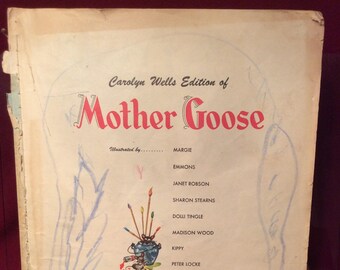 Carolyn Wells Edition of
Mother Goose
Illustrated by.........
MARGIE
EMMONS
JANET ROBSON
SHARON STEARNS
DOLLI TINGLE
MADISON WOOD
KIPPY
PETER LOCKE